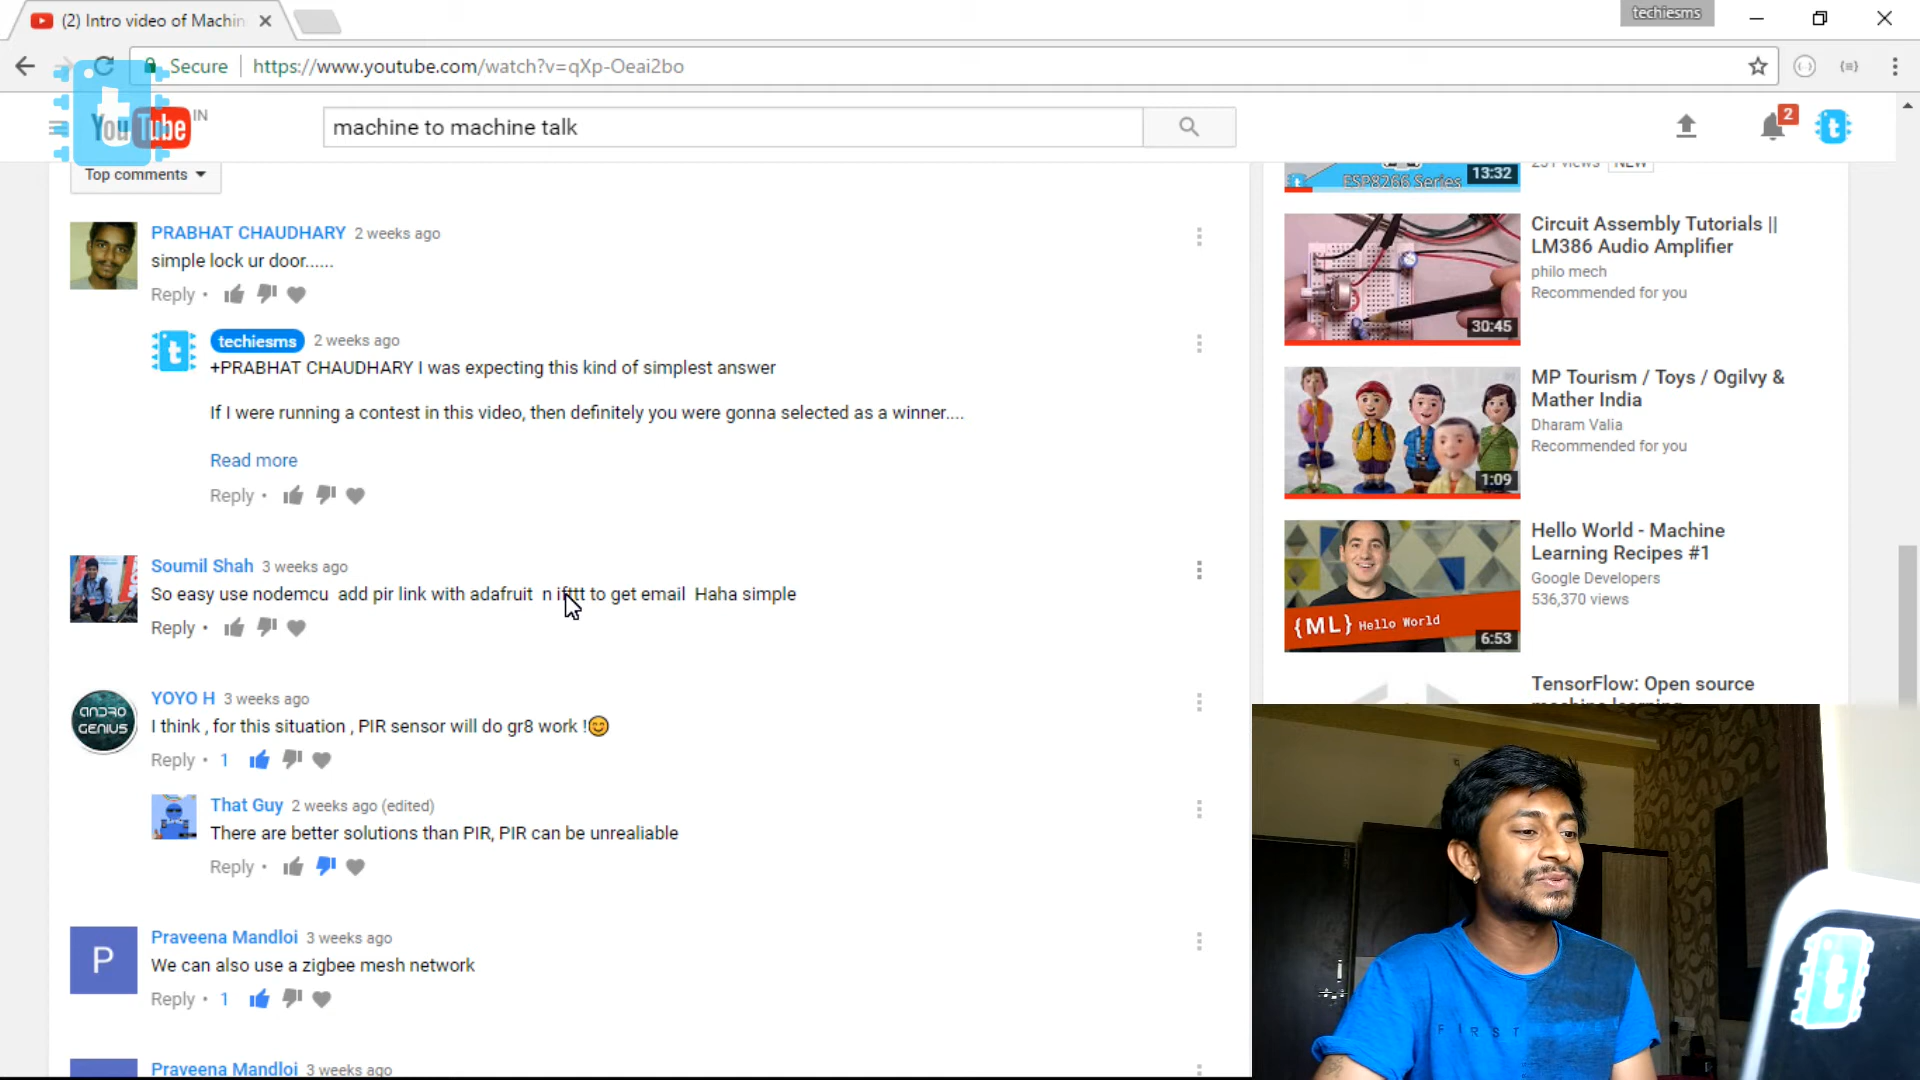 (2) Intro video of Machin
techiesms
Secure
https://www.youtube.com/watch?v=qXp-Oeai2bo
t
YouTube IN
machine to machine talk
2
t
Top comments
PRABHAT CHAUDHARY 2 weeks ago
simple lock ur door......
Reply
t
techiesms 2 weeks ago
+PRABHAT CHAUDHARY I was expecting this kind of simplest answer
If I were running a contest in this video, then definitely you were gonna selected as a winner....
Read more
Reply
Soumil Shah 3 weeks ago
So easy use nodemcu add pir link with adafruit n ifttt to get email Haha simple
Reply
ANDRO GENIUS
YOYO H 3 weeks ago
I think , for this situation , PIR sensor will do gr8 work !😊
Reply 1
That Guy 2 weeks ago (edited)
There are better solutions than PIR, PIR can be unrealiable
Reply
P
Praveena Mandloi 3 weeks ago
We can also use a zigbee mesh network
Reply 1
Praveena Mandloi 3 weeks ago
ESP8266 Series
13:32
231 views NEW
30:45
Circuit Assembly Tutorials ||
LM386 Audio Amplifier
philo mech
Recommended for you
1:09
MP Tourism / Toys / Ogilvy &
Mather India
Dharam Valia
Recommended for you
{ML} Hello World
6:53
Hello World - Machine
Learning Recipes #1
Google Developers
536,370 views
TensorFlow: Open source
machine learning
FIRST
t